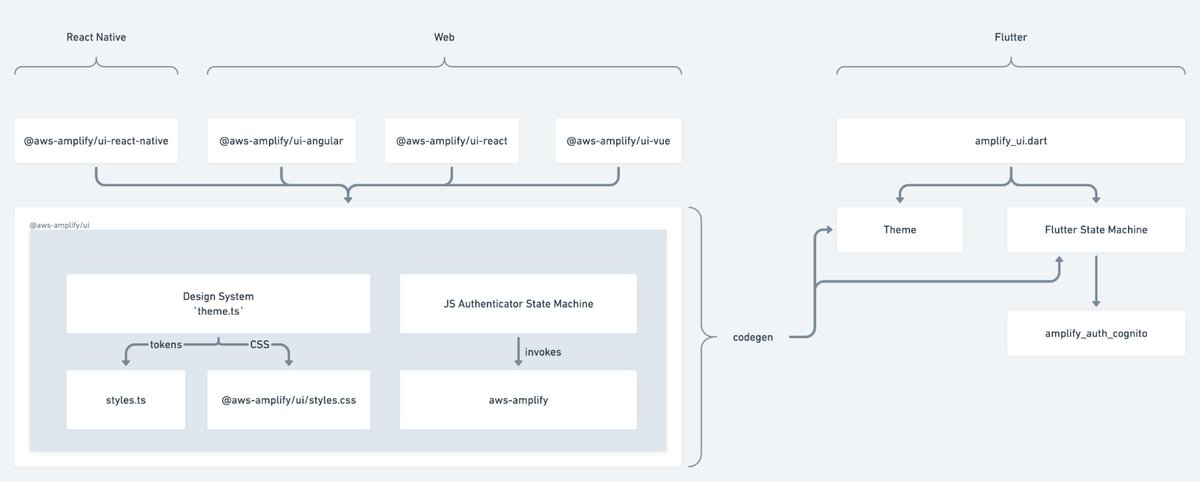 React Native
Web
Flutter
@aws-amplify/ui-react-native
@aws-amplify/ui-angular
@aws-amplify/ui-react
@aws-amplify/ui-vue
amplify_ui.dart
@aws-amplify/ui
Theme
Flutter State Machine
Design System
`theme.ts`
JS Authenticator State Machine
codegen
amplify_auth_cognito
tokens
CSS
invokes
styles.ts
@aws-amplify/ui/styles.css
aws-amplify